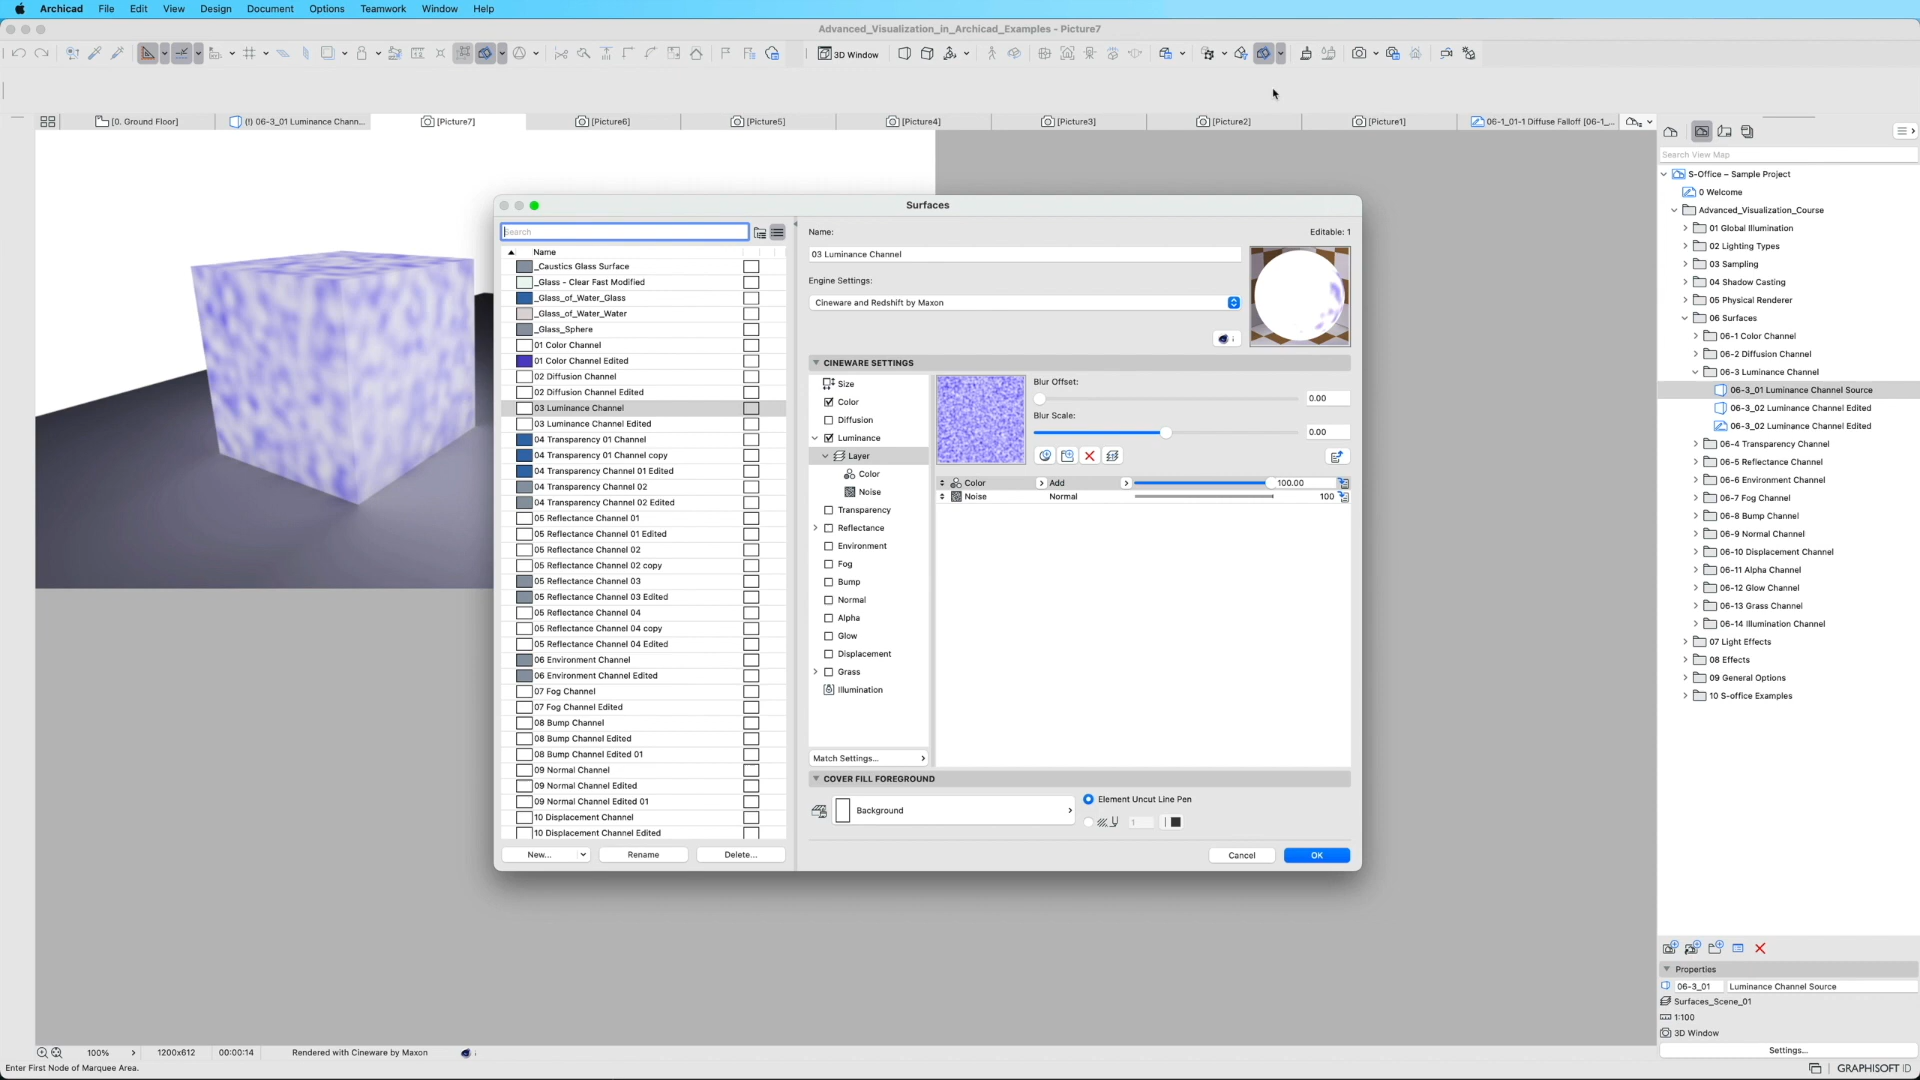 Archicad File Edit View Design Document Options Teamwork Window Help
Advanced_Visualization_in_Archicad_Examples - Picture7
3D Window
[0. Ground Floor] (!) 06-3_01 Luminance Chann... [Picture7] [Picture6] [Picture5] [Picture4] [Picture3] [Picture2] [Picture1] 06-1_01-1 Diffuse Falloff [06-1_...
Surfaces
Search
Name
_Caustics Glass Surface
_Glass - Clear Fast Modified
_Glass_of_Water_Glass
_Glass_of_Water_Water
_Glass_Sphere
01 Color Channel
01 Color Channel Edited
02 Diffusion Channel
02 Diffusion Channel Edited
03 Luminance Channel
03 Luminance Channel Edited
04 Transparency 01 Channel
04 Transparency 01 Channel copy
04 Transparency Channel 01 Edited
04 Transparency Channel 02
04 Transparency Channel 02 Edited
05 Reflectance Channel 01
05 Reflectance Channel 01 Edited
05 Reflectance Channel 02
05 Reflectance Channel 02 copy
05 Reflectance Channel 03
05 Reflectance Channel 03 Edited
05 Reflectance Channel 04
05 Reflectance Channel 04 copy
05 Reflectance Channel 04 Edited
06 Environment Channel
06 Environment Channel Edited
07 Fog Channel
07 Fog Channel Edited
08 Bump Channel
08 Bump Channel Edited
08 Bump Channel Edited 01
09 Normal Channel
09 Normal Channel Edited
09 Normal Channel Edited 01
10 Displacement Channel
10 Displacement Channel Edited
New... Rename Delete...
Name: Editable: 1
03 Luminance Channel
Engine Settings:
Cineware and Redshift by Maxon
CINEWARE SETTINGS
Size
Color
Diffusion
Luminance
Layer
Color
Noise
Transparency
Reflectance
Environment
Fog
Bump
Normal
Alpha
Glow
Displacement
Grass
Illumination
Match Settings...
Blur Offset:
0.00
Blur Scale:
0.00
Color Add 100.00
Noise Normal 100
COVER FILL FOREGROUND
Background
Element Uncut Line Pen
1
Cancel OK
Search View Map
S-Office – Sample Project
0 Welcome
Advanced_Visualization_Course
01 Global Illumination
02 Lighting Types
03 Sampling
04 Shadow Casting
05 Physical Renderer
06 Surfaces
06-1 Color Channel
06-2 Diffusion Channel
06-3 Luminance Channel
06-3_01 Luminance Channel Source
06-3_02 Luminance Channel Edited
06-3_02 Luminance Channel Edited
06-4 Transparency Channel
06-5 Reflectance Channel
06-6 Environment Channel
06-7 Fog Channel
06-8 Bump Channel
06-9 Normal Channel
06-10 Displacement Channel
06-11 Alpha Channel
06-12 Glow Channel
06-13 Grass Channel
06-14 Illumination Channel
07 Light Effects
08 Effects
09 General Options
10 S-office Examples
Properties
06-3_01 Luminance Channel Source
Surfaces_Scene_01
1:100
3D Window
Settings...
100% 1200x612 00:00:14 Rendered with Cineware by Maxon
Enter First Node of Marquee Area.
GRAPHISOFT ID